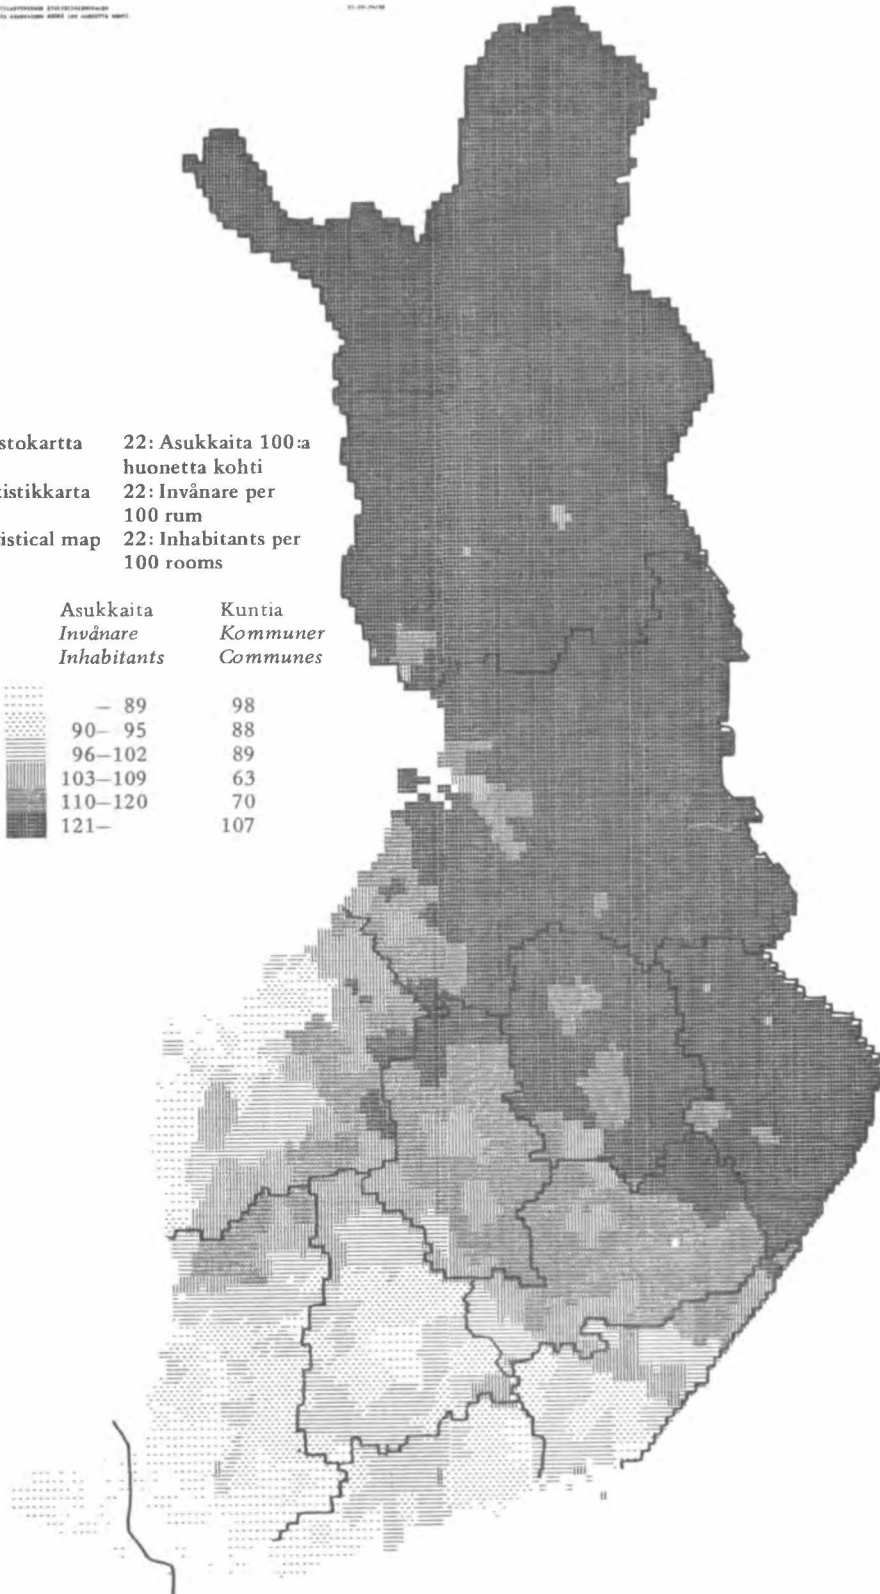 stokartta 22: Asukkaita 100:a
huonetta kohti
istikkarta 22: Invånare per
100 rum
istical map 22: Inhabitants per
100 rooms
Asukkaita Kuntia
Invånare Kommuner
Inhabitants Communes
— 89 98
90— 95 88
96—102 89
103—109 63
110—120 70
121— 107